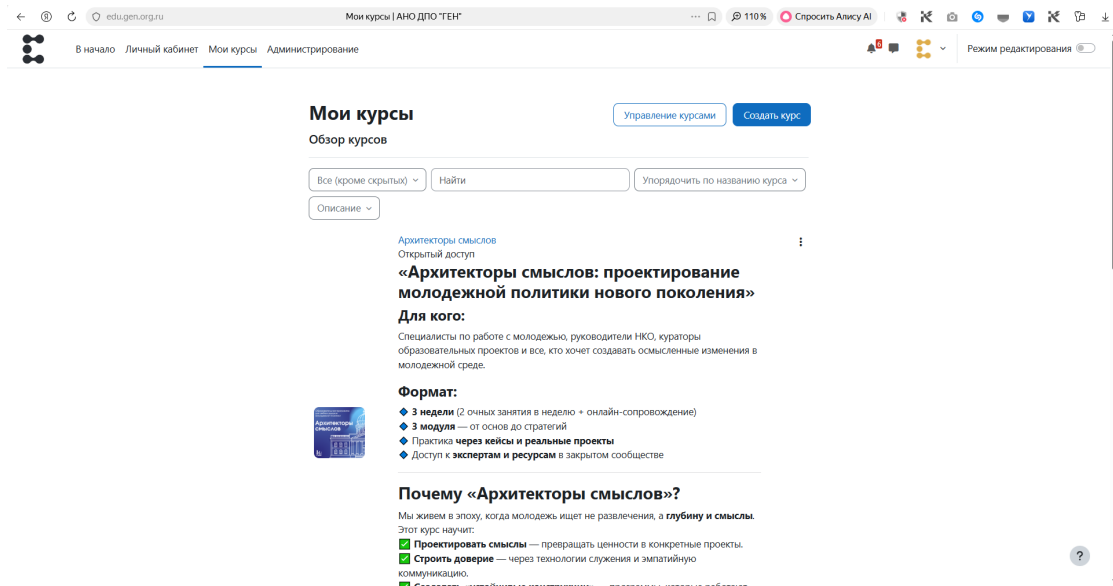 edu.gen.org.ru
Мои курсы | АНО ДПО "ГЕН"
110 %
Спросить Алису AI
В начало Личный кабинет Мои курсы Администрирование
6
Режим редактирования
Мои курсы
Управление курсами
Создать курс
Обзор курсов
Все (кроме скрытых)
Найти
Упорядочить по названию курса
Описание
Архитекторы смыслов
Открытый доступ
«Архитекторы смыслов: проектирование
молодежной политики нового поколения»
Для кого:
Специалисты по работе с молодежью, руководители НКО, кураторы
образовательных проектов и все, кто хочет создавать осмысленные изменения в
молодежной среде.
Формат:
3 недели (2 очных занятия в неделю + онлайн-сопровождение)
3 модуля — от основ до стратегий
Практика через кейсы и реальные проекты
Доступ к экспертам и ресурсам в закрытом сообществе
Архитекторы
смыслов
Почему «Архитекторы смыслов»?
Мы живем в эпоху, когда молодежь ищет не развлечения, а глубину и смыслы.
Этот курс научит:
Проектировать смыслы — превращать ценности в конкретные проекты.
Строить доверие — через технологии служения и эмпатийную
коммуникацию.
?